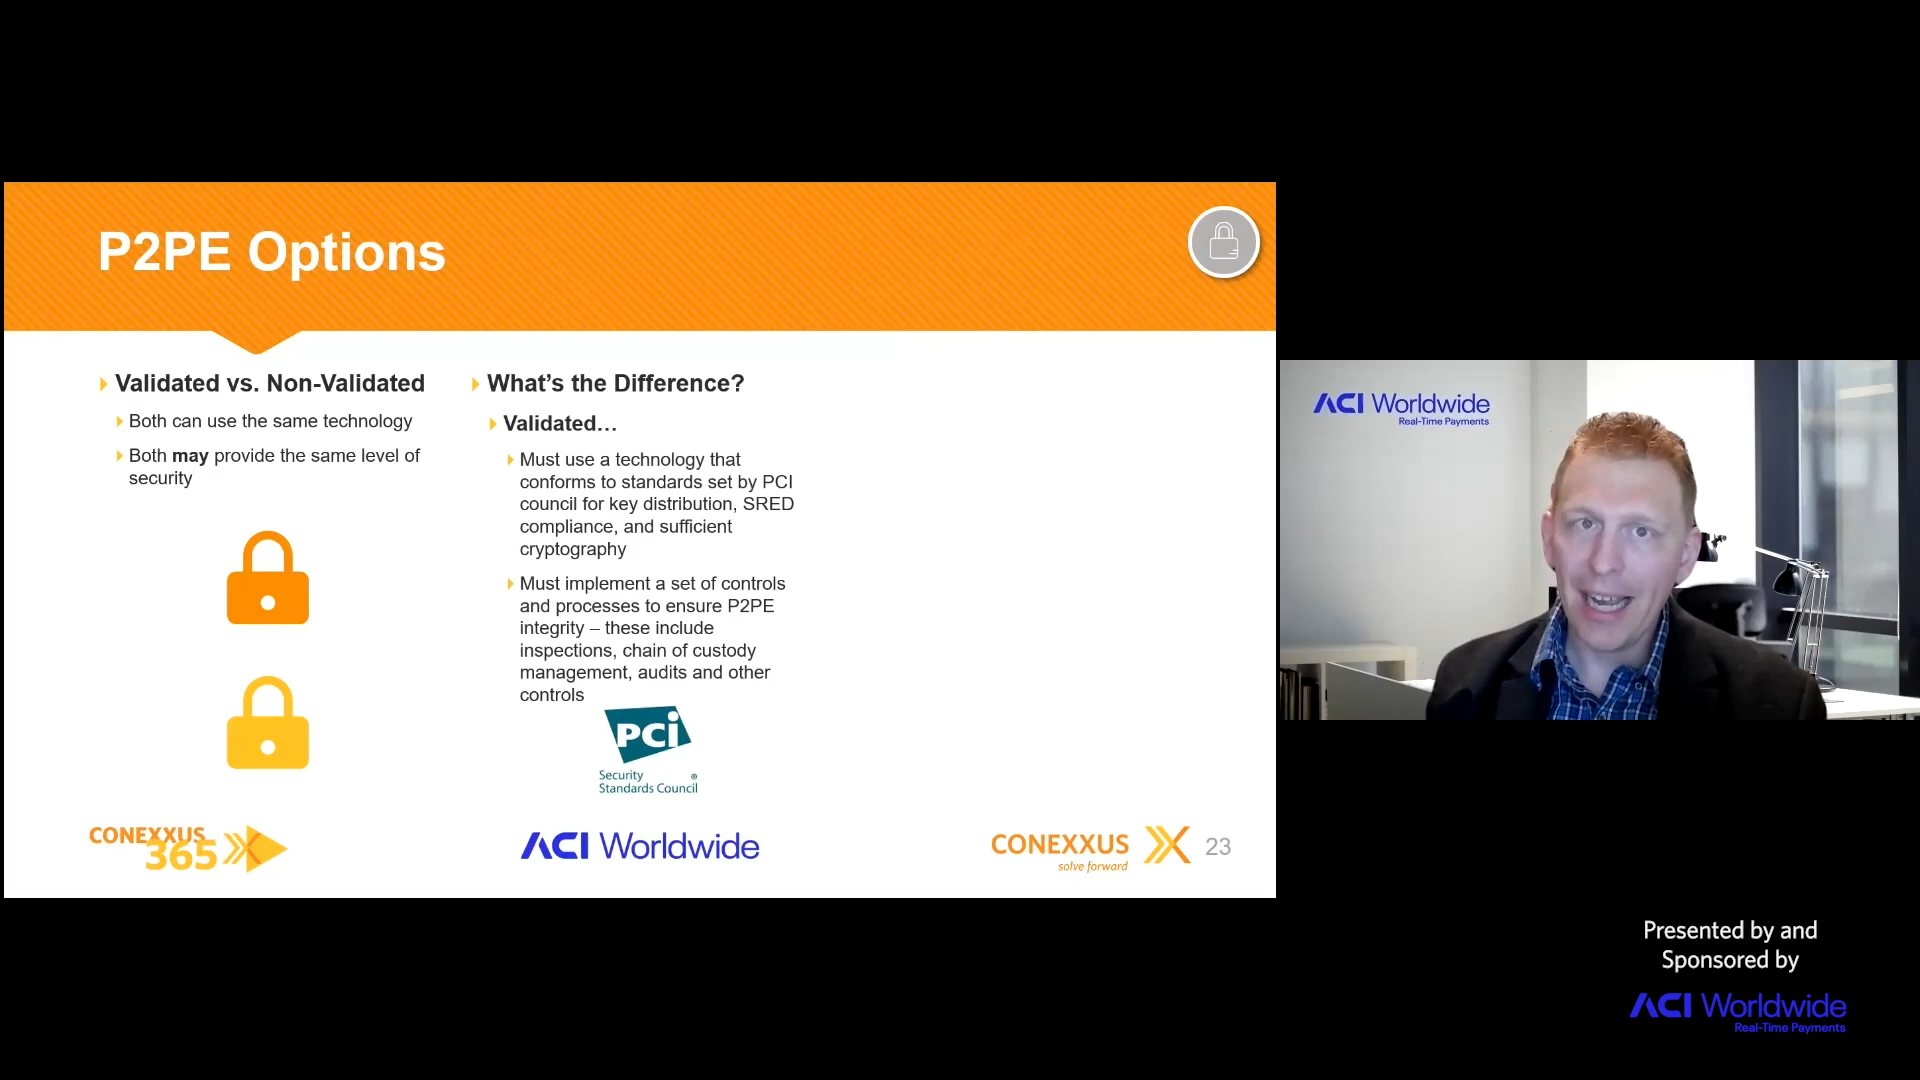 P2PE Options
Validated vs. Non-Validated
Both can use the same technology
Both may provide the same level of
security
What's the Difference?
Validated…
Must use a technology that
conforms to standards set by PCI
council for key distribution, SRED
compliance, and sufficient
cryptography
Must implement a set of controls
and processes to ensure P2PE
integrity – these include
inspections, chain of custody
management, audits and other
controls
PCi
Security ®
Standards Council
CONEXXUS
365
ACI Worldwide
CONEXXUS
solve forward
23
ACI Worldwide
Real-Time Payments
Presented by and
Sponsored by
ACI Worldwide
Real-Time Payments